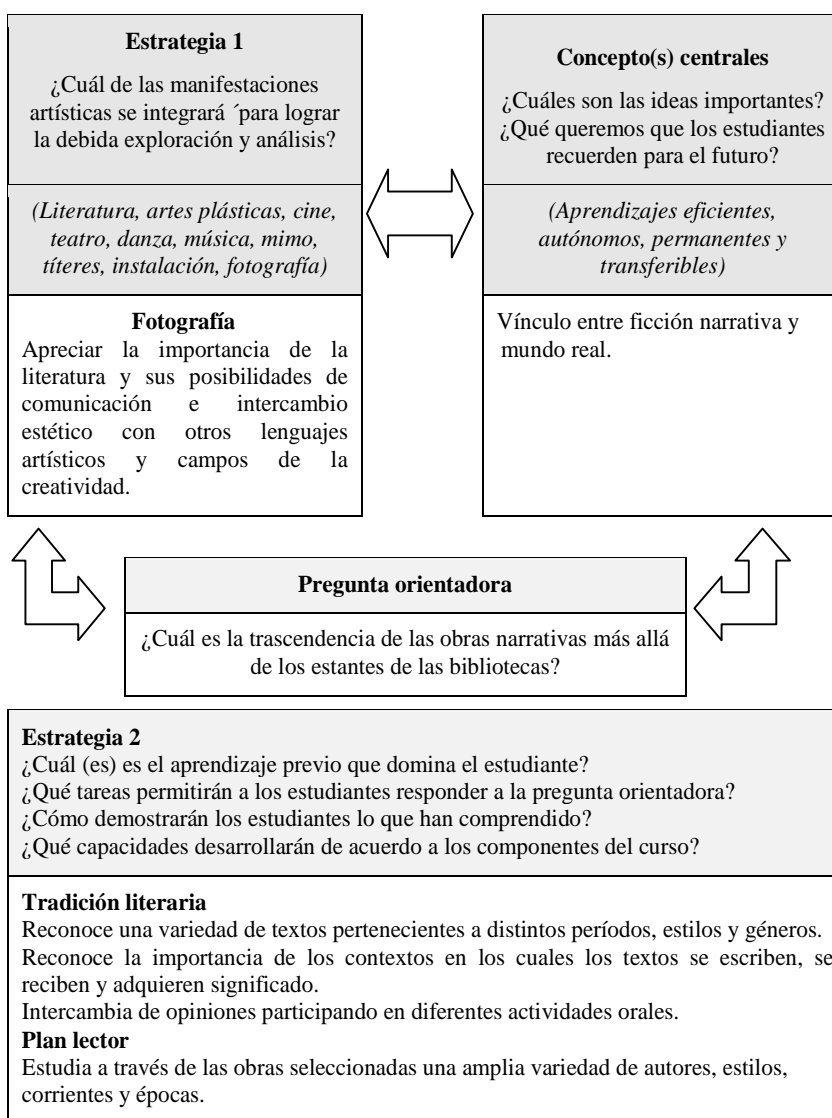 Estrategia 1
¿Cuál de las manifestaciones
artísticas se integrará ´para lograr
la debida exploración y análisis?
(Literatura, artes plásticas, cine,
teatro, danza, música, mimo,
títeres, instalación, fotografía)
Fotografía
Apreciar la importancia de la
literatura y sus posibilidades de
comunicación e intercambio
estético con otros lenguajes
artísticos y campos de la
creatividad.
Concepto(s) centrales
¿Cuáles son las ideas importantes?
¿Qué queremos que los estudiantes
recuerden para el futuro?
(Aprendizajes eficientes,
autónomos, permanentes y
transferibles)
Vínculo entre ficción narrativa y
mundo real.
Pregunta orientadora
¿Cuál es la trascendencia de las obras narrativas más allá
de los estantes de las bibliotecas?
Estrategia 2
¿Cuál (es) es el aprendizaje previo que domina el estudiante?
¿Qué tareas permitirán a los estudiantes responder a la pregunta orientadora?
¿Cómo demostrarán los estudiantes lo que han comprendido?
¿Qué capacidades desarrollarán de acuerdo a los componentes del curso?
Tradición literaria
Reconoce una variedad de textos pertenecientes a distintos períodos, estilos y géneros.
Reconoce la importancia de los contextos en los cuales los textos se escriben, se
reciben y adquieren significado.
Intercambia de opiniones participando en diferentes actividades orales.
Plan lector
Estudia a través de las obras seleccionadas una amplia variedad de autores, estilos,
corrientes y épocas.